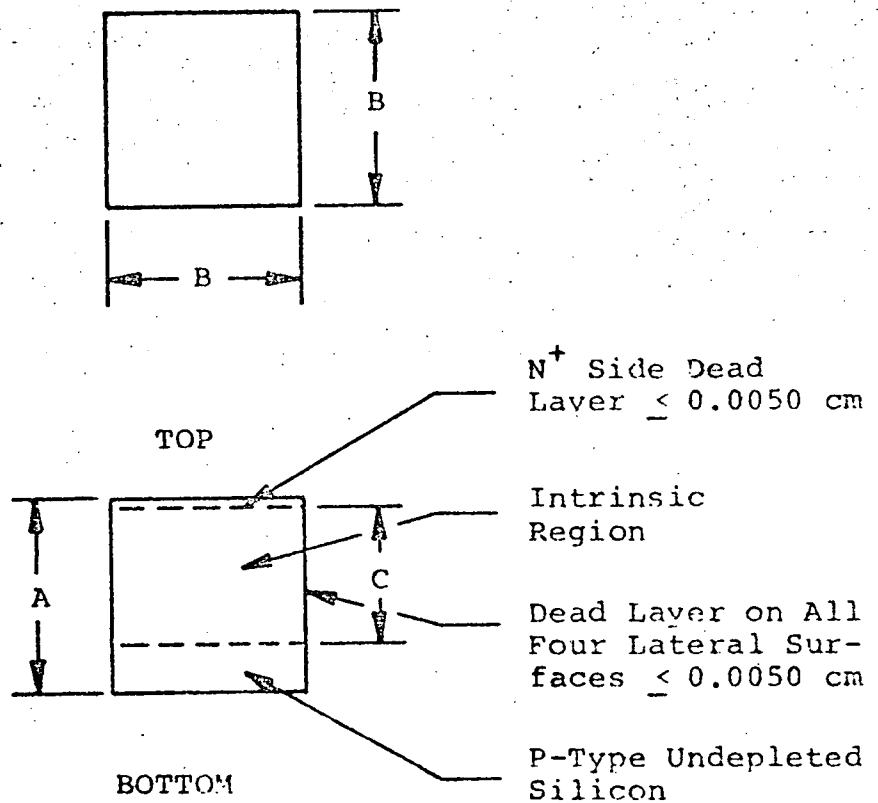 B
B
N+ Side Dead
Layer ≤ 0.0050 cm
TOP
Intrinsic
Region
A
C
Dead Layer on All
Four Lateral Sur-
faces ≤ 0.0050 cm
P-Type Undepleted
Silicon
BOTTOM